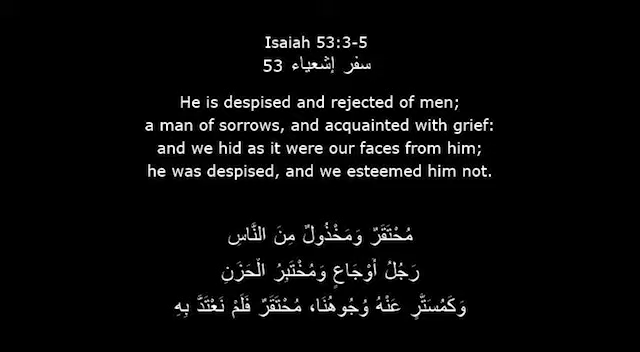 Isaiah 53:3-5
سفر إشعياء 53
He is despised and rejected of men;
a man of sorrows, and acquainted with grief:
and we hid as it were our faces from him;
he was despised, and we esteemed him not.
مُحْتَقَرٌ وَمَخْذُولٌ مِنَ النَّاسِ
رَجُلُ أَوْجَاعٍ وَمُخْتَبِرُ الْحَزَنِ
وَكَمُسَتَّرٍ عَنْهُ وُجُوهُنَا، مُحْتَقَرٌ فَلَمْ نَعْتَدَّ بِهِ